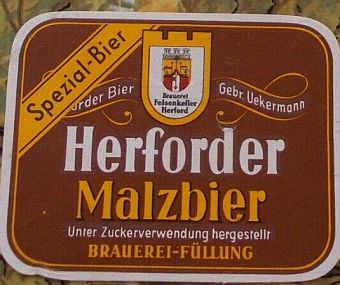 Spezial-Bier
Brauerei
Felsenkeller
Herford
order Bier
Gebr. Uekermann
Herforder
Malzbier
Unter Zuckerverwendung hergestellt
BRAUEREI-FÜLLUNG